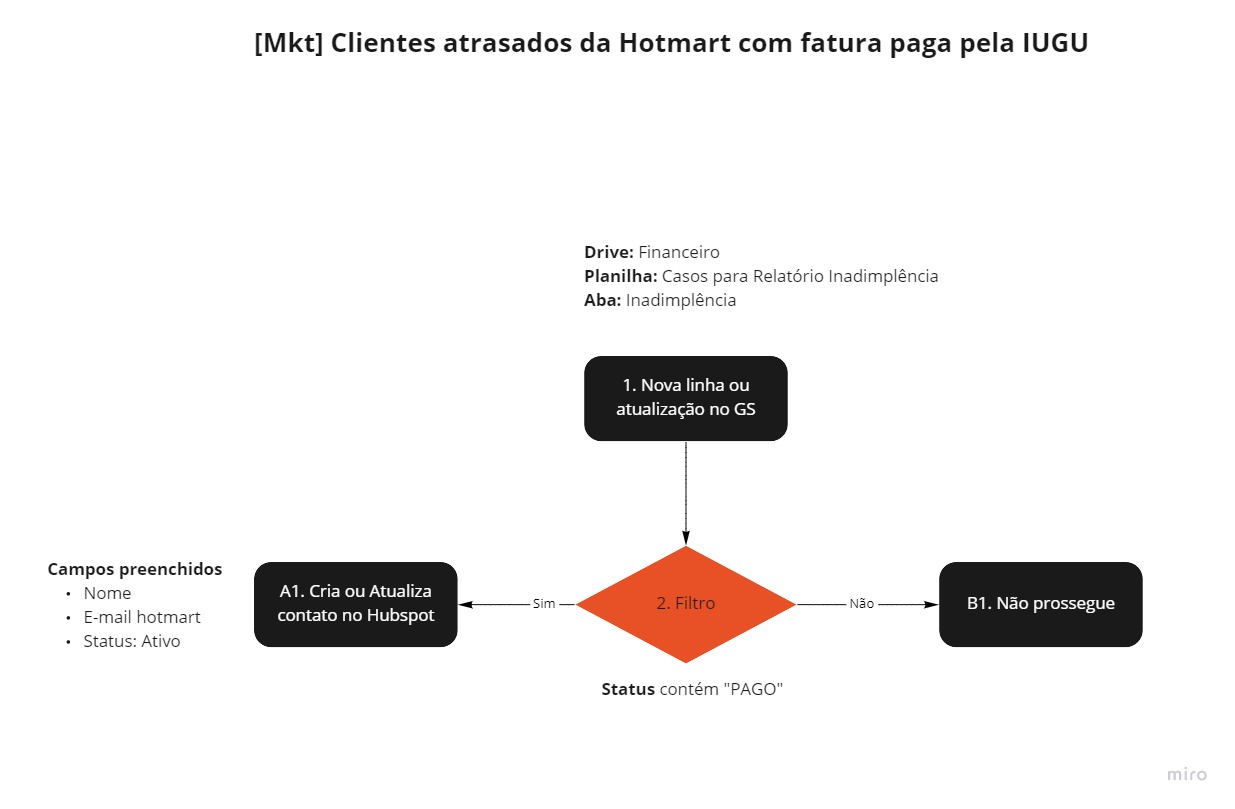 [Mkt] Clientes atrasados da Hotmart com fatura paga pela IUGU
Drive: Financeiro
Planilha: Casos para Relatório Inadimplência
Aba: Inadimplência
1. Nova linha ou
atualização no GS
Campos preenchidos
• Nome
• E-mail hotmart
• Status: Ativo
A1. Cria ou Atualiza
contato no Hubspot
Sim
2. Filtro
Não
B1. Não prossegue
Status contém "PAGO"
miro